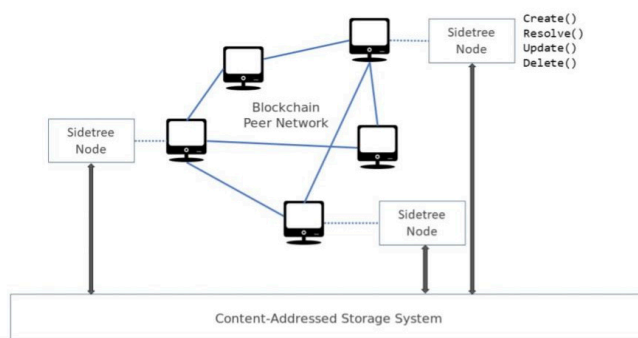 Create()
Resolve()
Update()
Delete()
Sidetree
Node
Blockchain
Peer Network
Sidetree
Node
Sidetree
Node
Content-Addressed Storage System